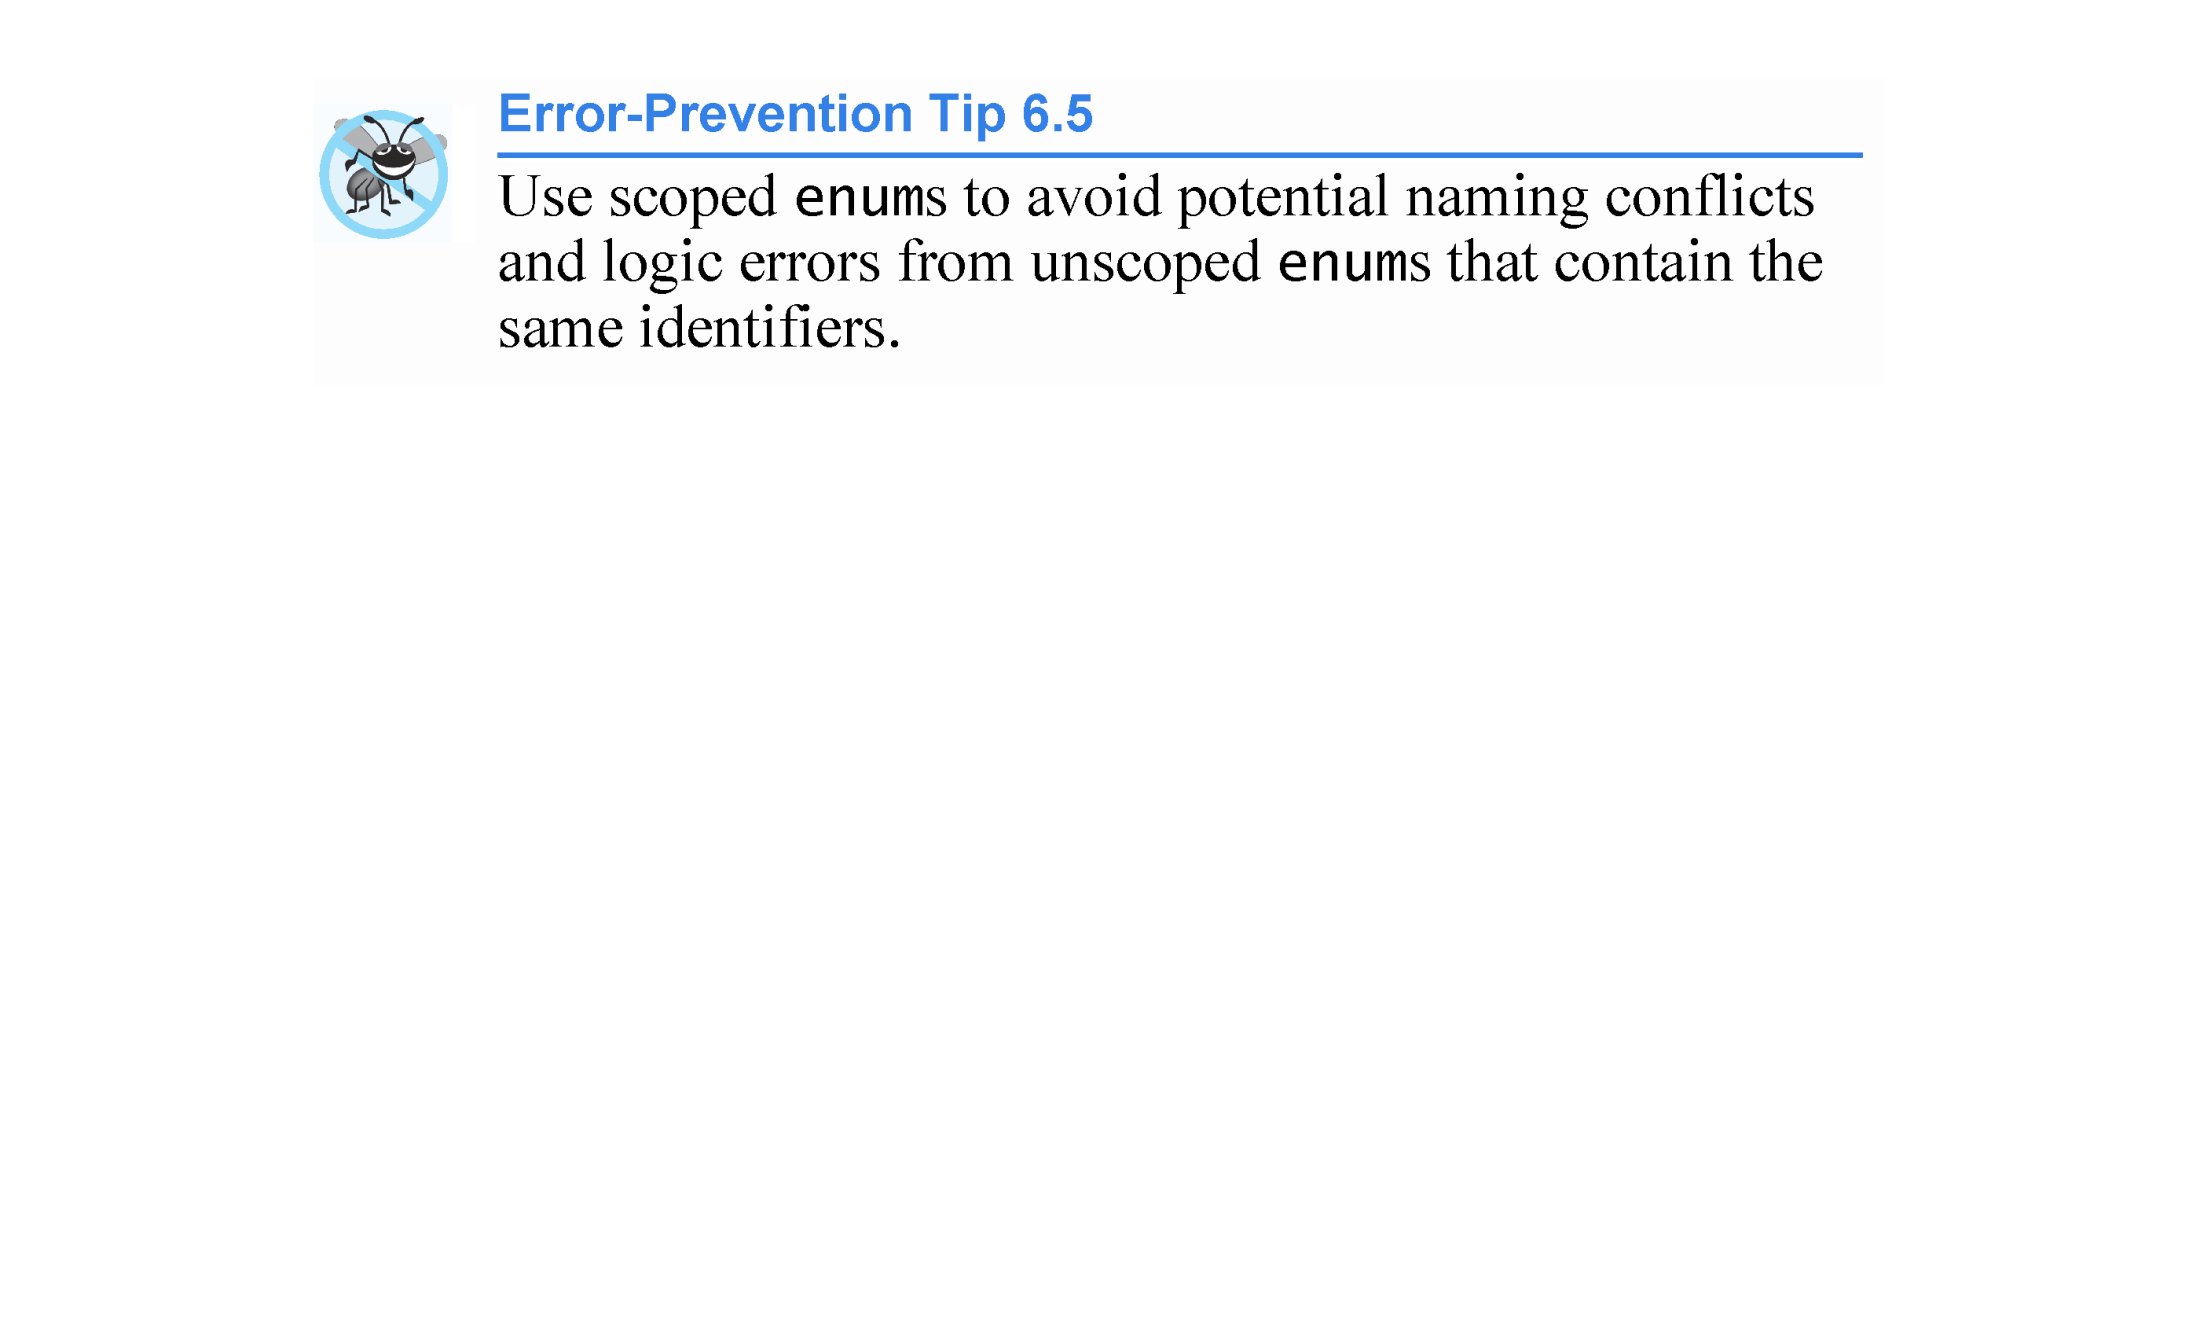 Error-Prevention Tip 6.5
Use scoped enums to avoid potential naming conflicts
and logic errors from unscoped enums that contain the
same identifiers.